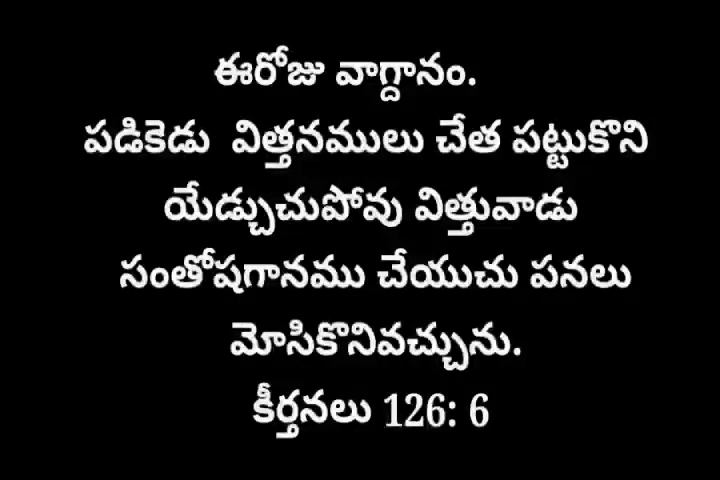 ఈరోజు వాగ్దానం.
పడికెడు విత్తనములు చేత పట్టుకొని
యేడ్చుచుపోవు విత్తువాడు
సంతోషగానము చేయుచు పనలు
మోసికొనివచ్చును.
కీర్తనలు 126: 6